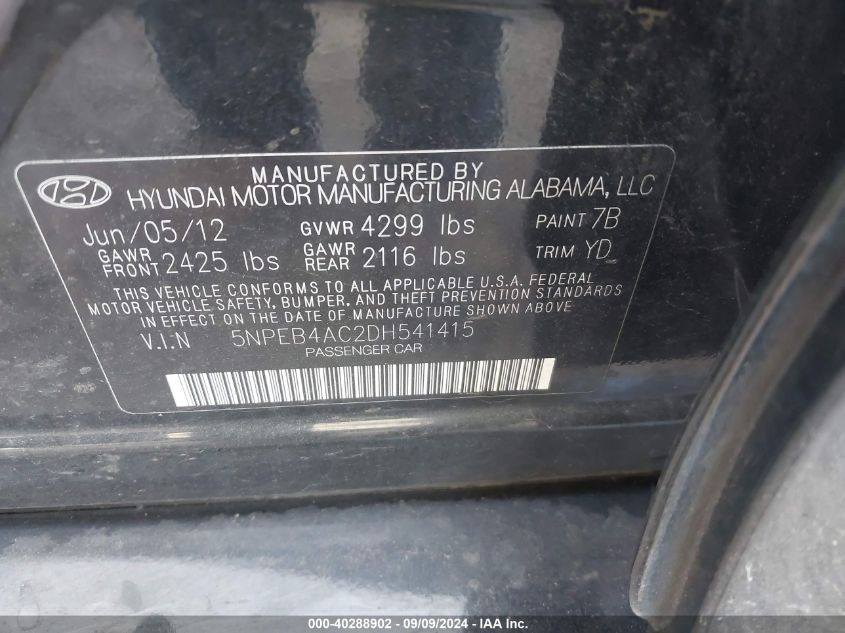 MANUFACTURED BY
HYUNDAI MOTOR MANUFACTURING ALABAMA, LLC
Jun/05/12 GVWR 4299 lbs PAINT 7B
GAWR FRONT 2425 lbs GAWR REAR 2116 lbs TRIM YD
THIS VEHICLE CONFORMS TO ALL APPLICABLE U.S.A. FEDERAL
MOTOR VEHICLE SAFETY, BUMPER, AND THEFT PREVENTION STANDARDS
IN EFFECT ON THE DATE OF MANUFACTURE SHOWN ABOVE
V.I.N 5NPEB4AC2DH541415
PASSENGER CAR
000-40288902 - 09/09/2024 - IAA Inc.